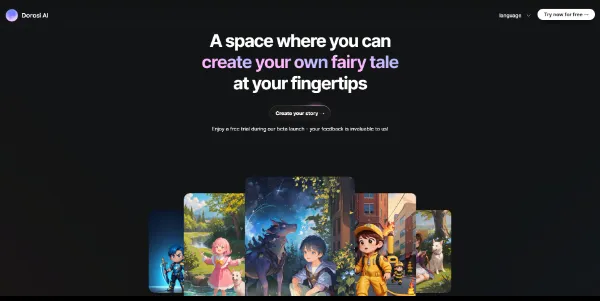 Dorosi AI
language
Try now for free →
A space where you can
create your own fairy tale
at your fingertips
Create your story →
Enjoy a free trial during our beta launch - your feedback is invaluable to us!